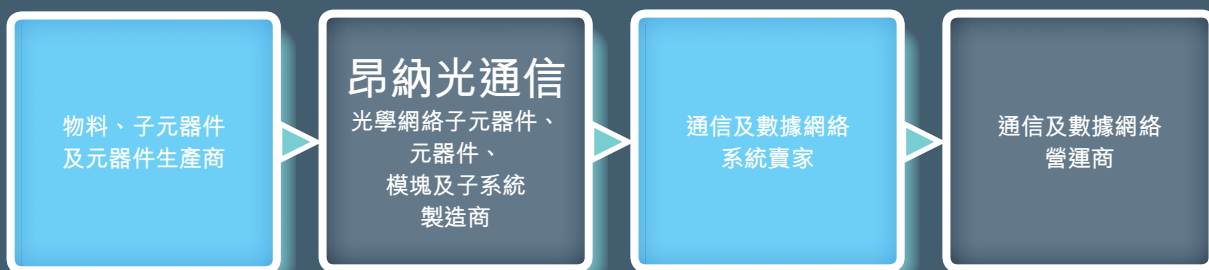 物料、子元器件
及元器件生產商
昂納光通信
光學網絡子元器件、
元器件、
模塊及子系統
製造商
通信及數據網絡
系統賣家
通信及數據網絡
營運商